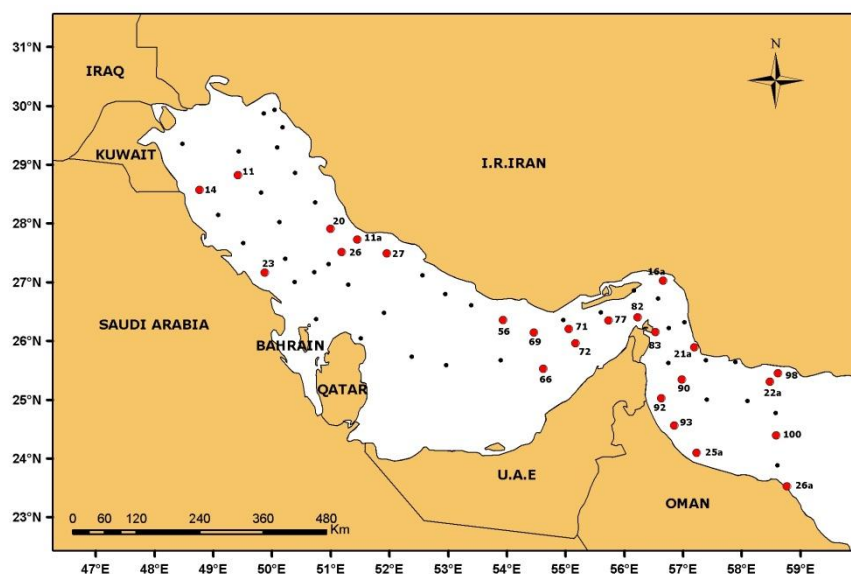 31°N
N
IRAQ
30°N
KUWAIT
29°N
I.R.IRAN
11
14
28°N
20
11a
26
27
23
27°N
16a
82
SAUDI ARABIA
56
71
77
26°N
69
83
BAHRAIN
72
21a
66
98
QATAR
90
22a
25°N
92
93
100
24°N
25a
U.A.E
26a
OMAN
23°N
0 60 120 240 360 480
Km
47°E 48°E 49°E 50°E 51°E 52°E 53°E 54°E 55°E 56°E 57°E 58°E 59°E